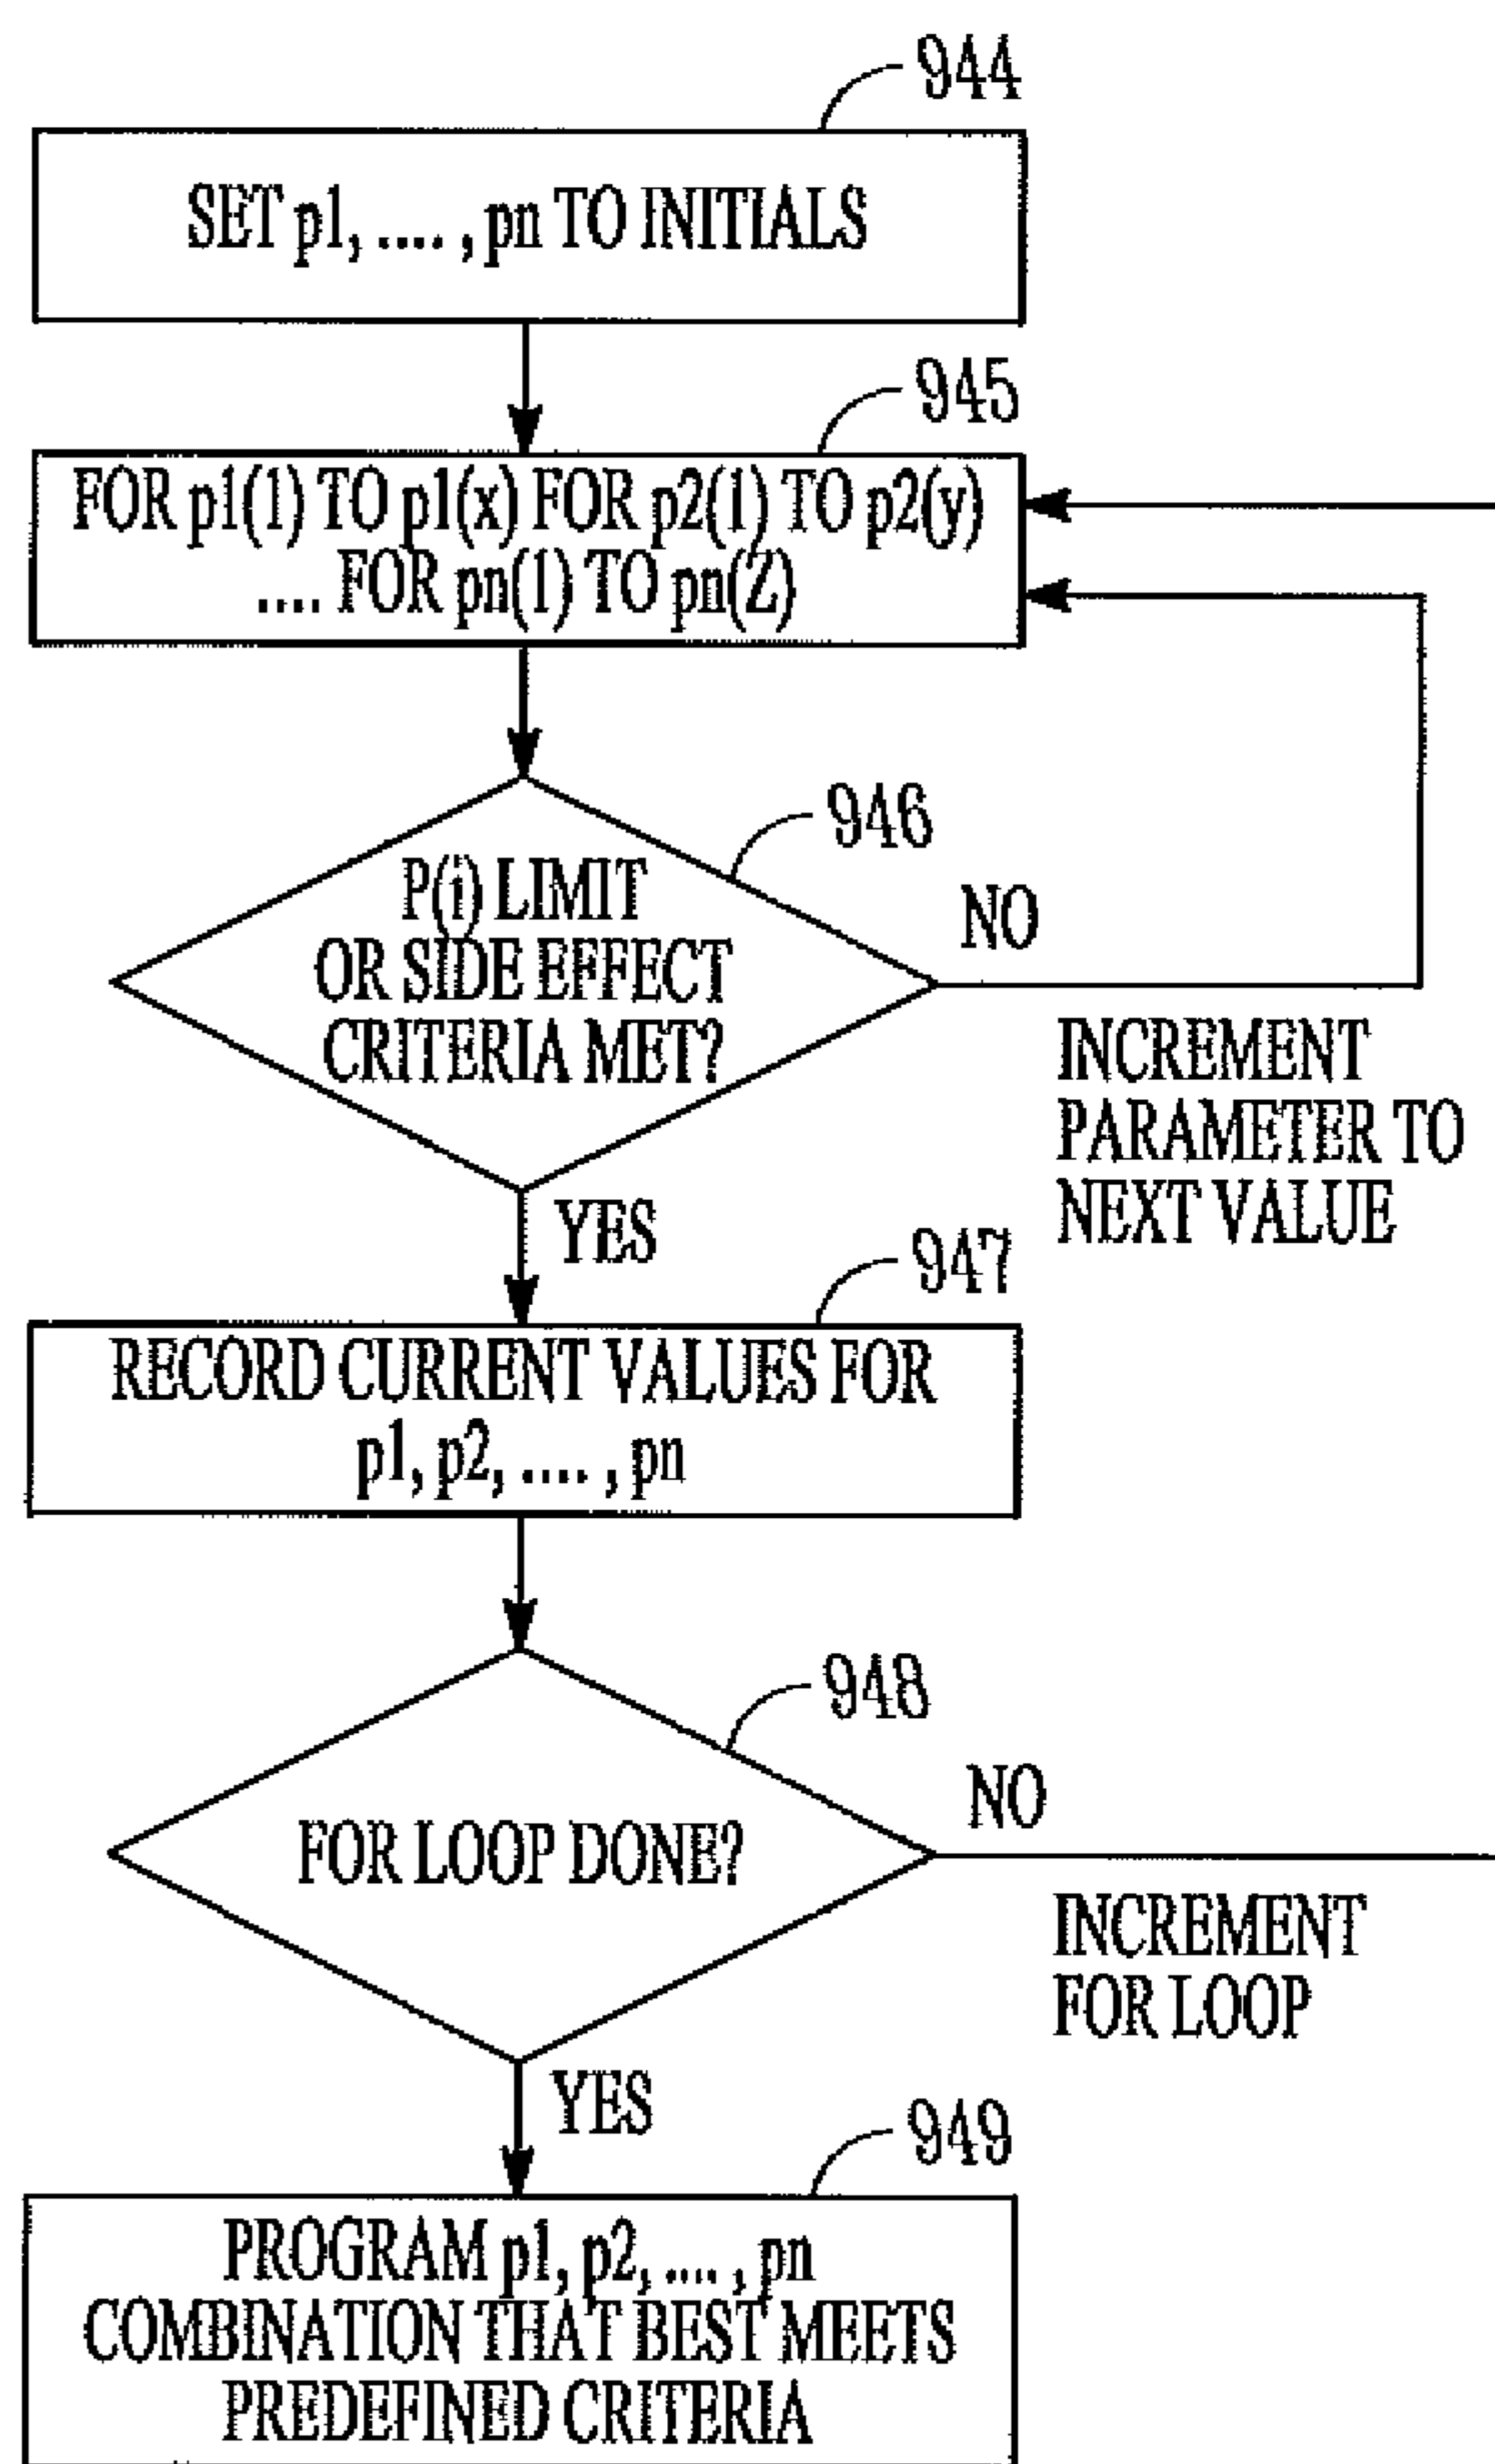 944
SET p1, .... , pn TO INITIALS
945
FOR p1(1) TO p1(x) FOR p2(1) TO p2(y)
.... FOR pn(1) TO pn(Z)
946
P(i) LIMIT
OR SIDE EFFECT
CRITERIA MET?
NO
INCREMENT
PARAMETER TO
NEXT VALUE
YES
947
RECORD CURRENT VALUES FOR
p1, p2, .... , pn
948
FOR LOOP DONE?
NO
INCREMENT
FOR LOOP
YES
949
PROGRAM p1, p2, .... , pn
COMBINATION THAT BEST MEETS
PREDEFINED CRITERIA